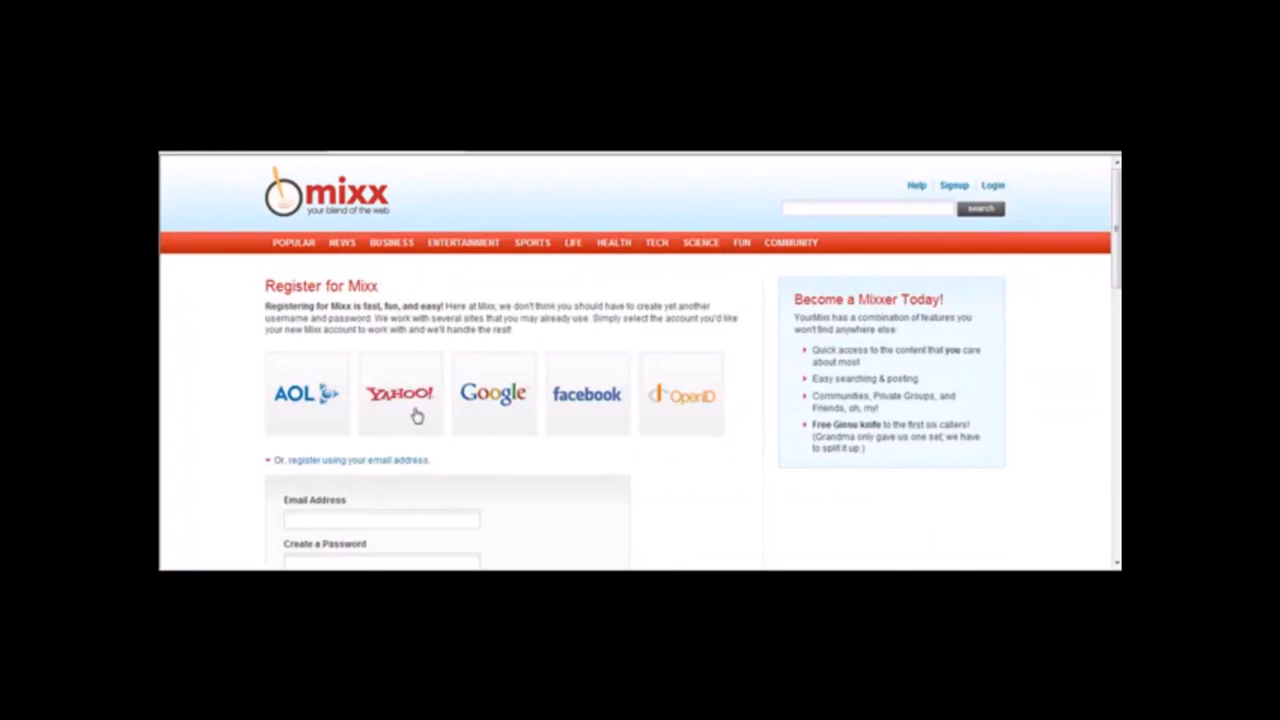 mixx
your blend of the web
Help | Signup | Login
search
POPULAR NEWS BUSINESS ENTERTAINMENT SPORTS LIFE HEALTH TECH SCIENCE FUN COMMUNITY
Register for Mixx
Registering for Mixx is fast, fun, and easy! Here at Mixx, we don't think you should have to create yet another
username and password. We work with several sites that you may already use. Simply select the account you'd like
your new Mixx account to work with and we'll handle the rest!
AOL YAHOO! Google facebook OpenID
Or, register using your email address.
Email Address
Create a Password
Become a Mixxer Today!
YourMixx has a combination of features you
won't find anywhere else:
Quick access to the content that you care
about most
Easy searching & posting
Communities, Private Groups, and
Friends, oh, my!
Free Ginsu knife to the first six callers!
(Grandma only gave us one set; we have
to split it up.)